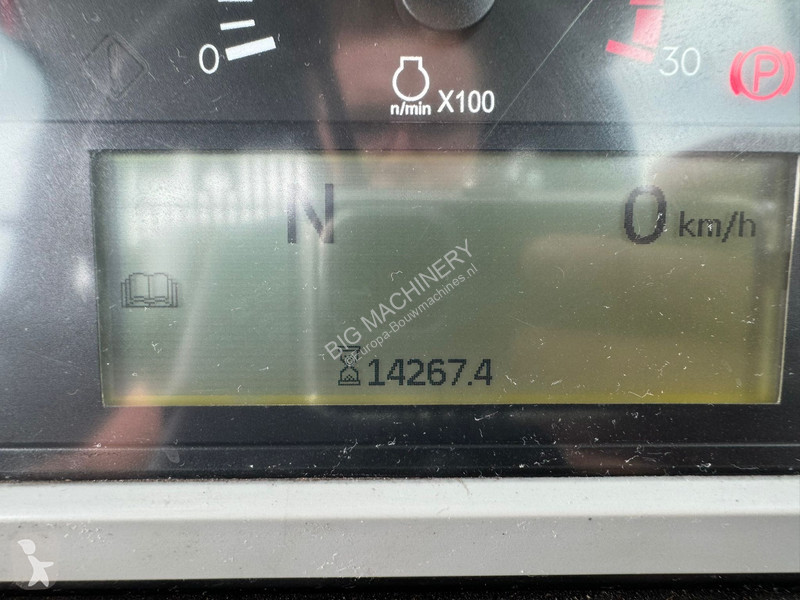 0
30
n/min X100
P
N
0 km/h
BIG MACHINERY
Europa-Bouwmachines.nl
14267.4